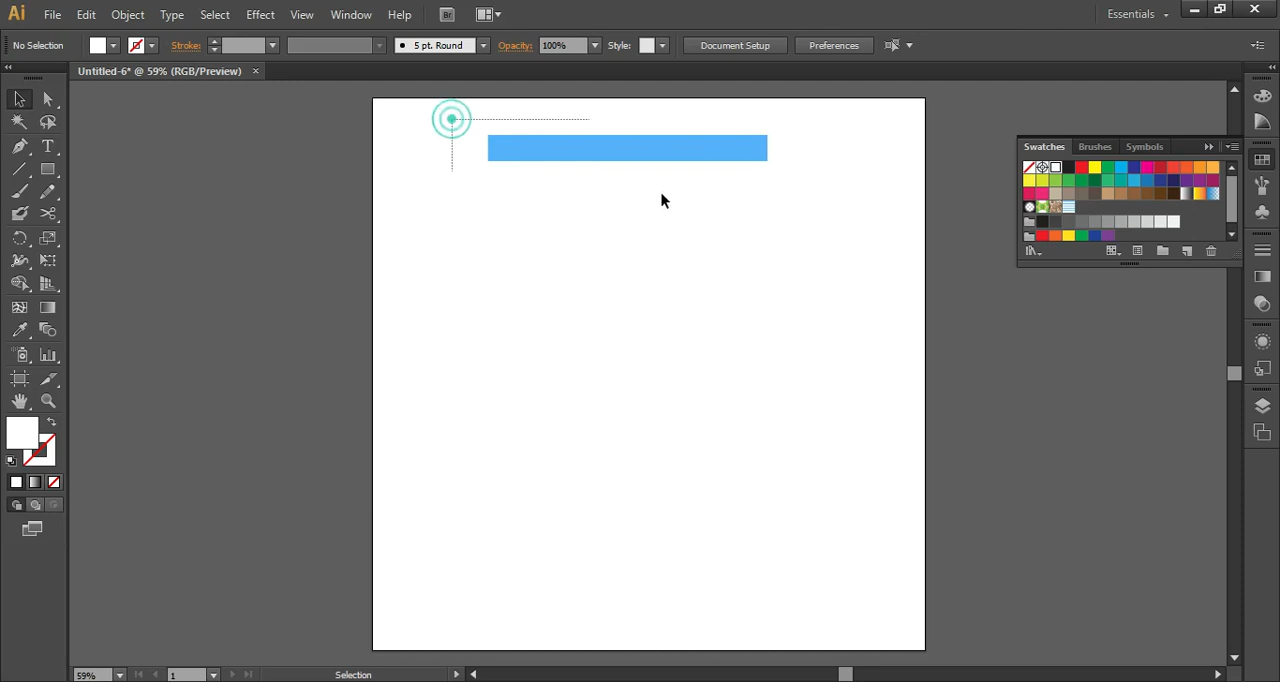 Ai File Edit Object Type Select Effect View Window Help Br Essentials
No Selection Stroke: 5 pt. Round Opacity: 100% Style: Document Setup Preferences
Untitled-6* @ 59% (RGB/Preview)
Swatches Brushes Symbols
59% 1 Selection